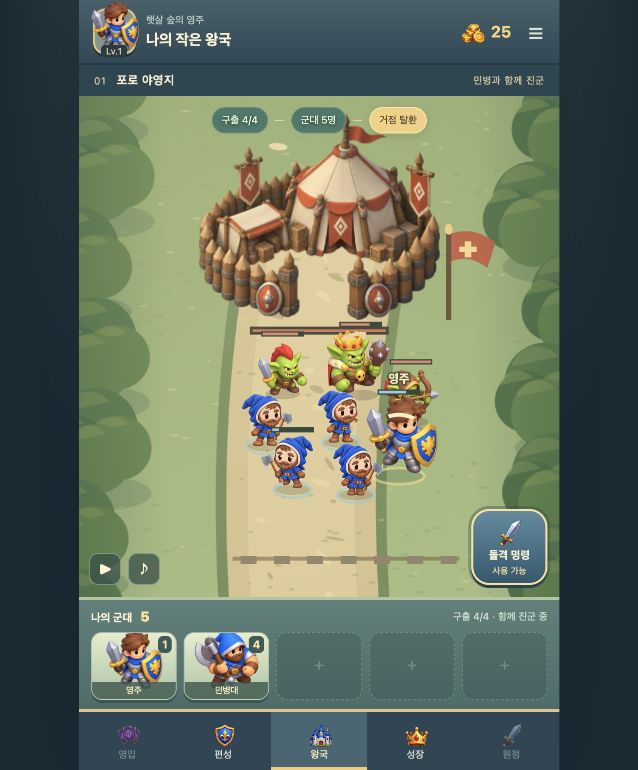 햇살 숲의 영주
나의 작은 왕국
Lv.1
25
01 포로 야영지
민병과 함께 진군
구출 4/4
군대 5명
거점 탈환
영주
돌격 명령
사용 가능
나의 군대 5
구출 4/4 · 함께 진군 중
1
영주
4
민병대
영입
편성
왕국
성장
원정